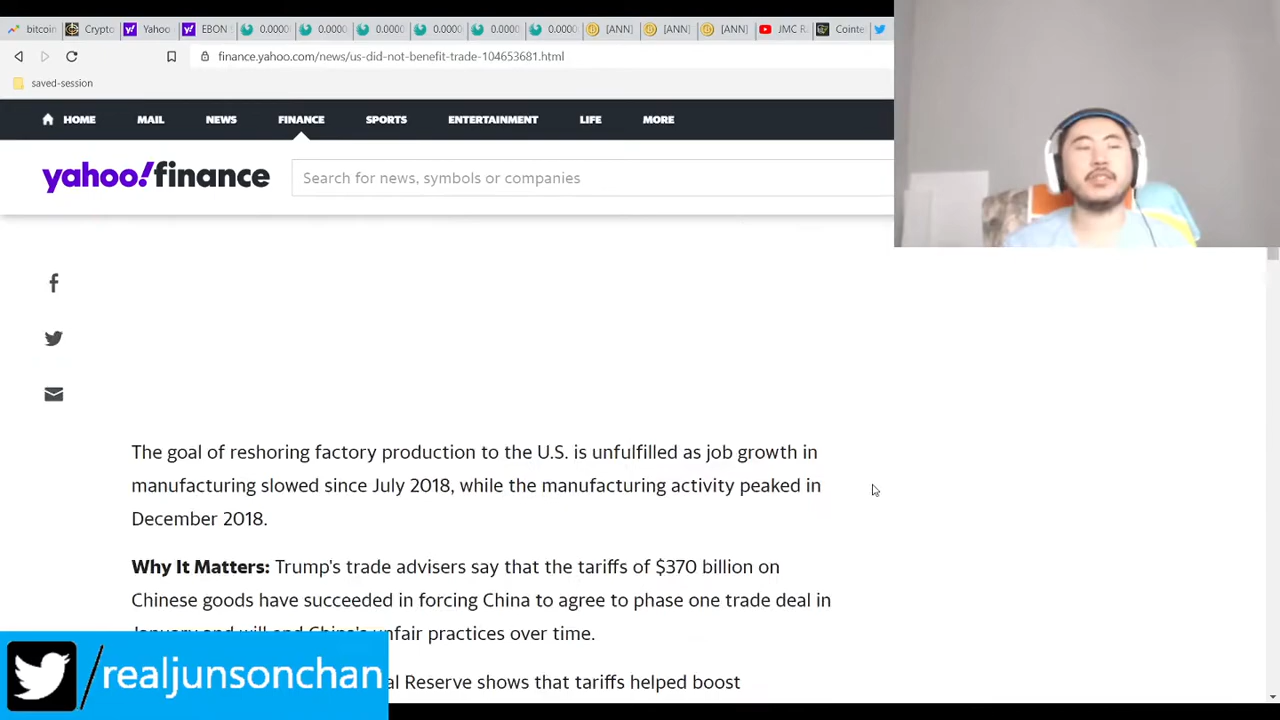 bitcoin Crypto Yahoo EBON 0.0000 0.0000 0.0000 0.0000 0.0000 0.0000 [ANN] [ANN] [ANN] JMC R Cointe
finance.yahoo.com/news/us-did-not-benefit-trade-104653681.html
saved-session
HOME MAIL NEWS FINANCE SPORTS ENTERTAINMENT LIFE MORE
yahoo!finance Search for news, symbols or companies
The goal of reshoring factory production to the U.S. is unfulfilled as job growth in
manufacturing slowed since July 2018, while the manufacturing activity peaked in
December 2018.
Why It Matters: Trump's trade advisers say that the tariffs of $370 billion on
Chinese goods have succeeded in forcing China to agree to phase one trade deal in
January and will end China's unfair practices over time.
al Reserve shows that tariffs helped boost
/realjunsonchan